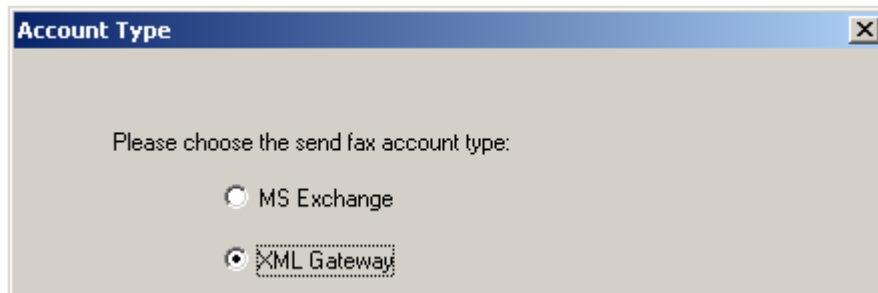 Account Type
Please choose the send fax account type:
MS Exchange
XML Gateway